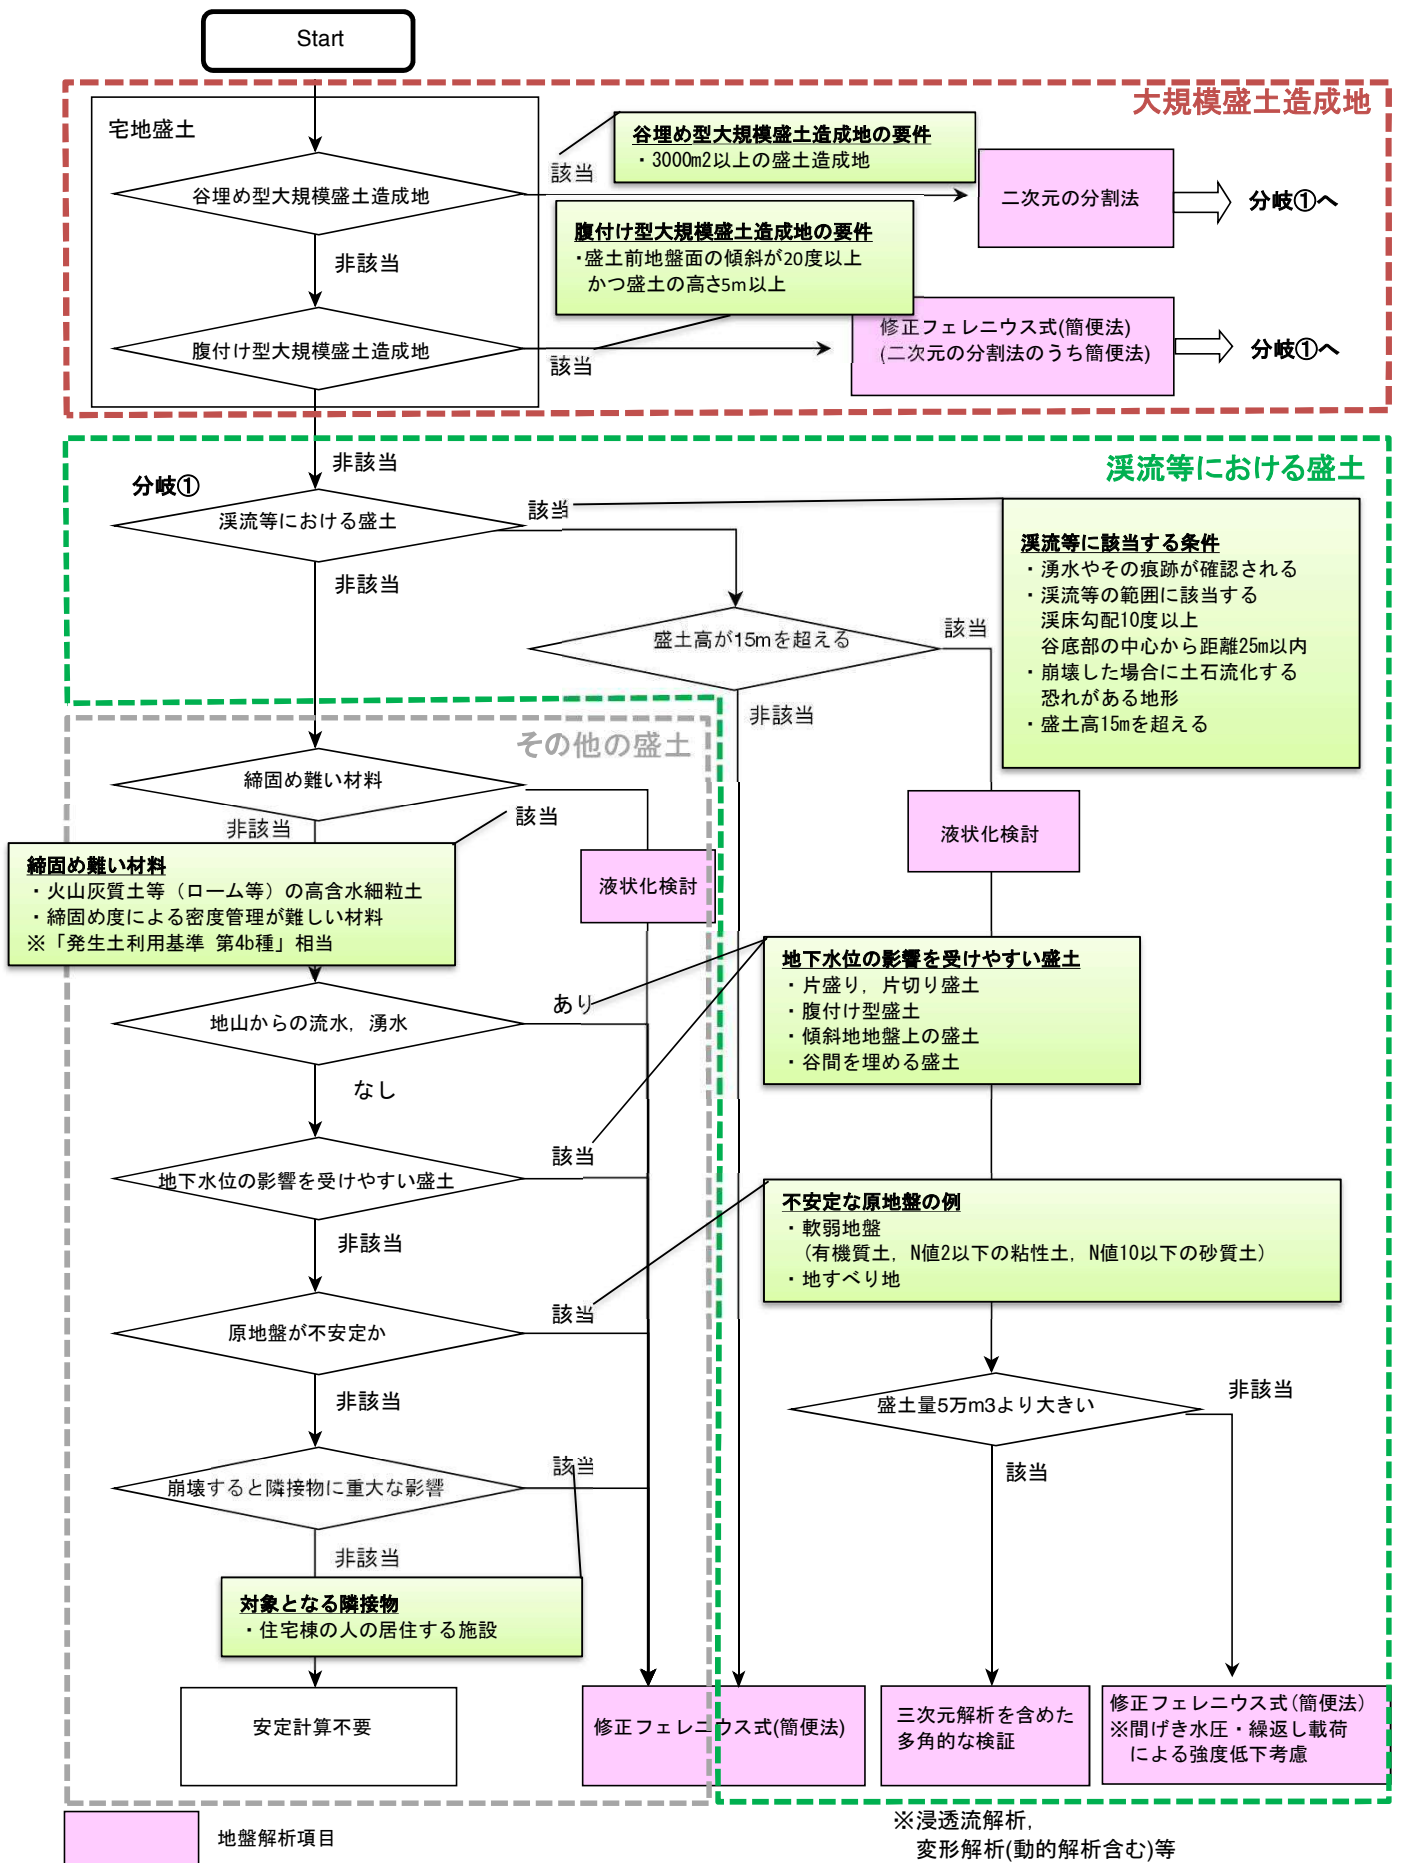 Start
大規模盛土造成地
宅地盛土
谷埋め型大規模盛土造成地の要件
・3000m2以上の盛土造成地
該当
谷埋め型大規模盛土造成地
二次元の分割法
分岐①へ
腹付け型大規模盛土造成地の要件
・盛土前地盤面の傾斜が20度以上
かつ盛土の高さ5m以上
非該当
腹付け型大規模盛土造成地
該当
修正フェレニウス式(簡便法)
(二次元の分割法のうち簡便法)
分岐①へ
非該当
渓流等における盛土
分岐①
渓流等における盛土
該当
非該当
渓流等に該当する条件
・湧水やその痕跡が確認される
・渓流等の範囲に該当する
渓床勾配10度以上
谷底部の中心から距離25m以内
・崩壊した場合に土石流化する
恐れがある地形
・盛土高15mを超える
盛土高が15mを超える
該当
非該当
その他の盛土
締固め難い材料
該当
非該当
液状化検討
液状化検討
締固め難い材料
・火山灰質土等（ローム等）の高含水細粒土
・締固め度による密度管理が難しい材料
※「発生土利用基準 第4b種」相当
地下水位の影響を受けやすい盛土
・片盛り，片切り盛土
・腹付け型盛土
・傾斜地地盤上の盛土
・谷間を埋める盛土
あり
地山からの流水，湧水
なし
該当
地下水位の影響を受けやすい盛土
非該当
不安定な原地盤の例
・軟弱地盤
（有機質土，N値2以下の粘性土，N値10以下の砂質土）
・地すべり地
該当
原地盤が不安定か
非該当
盛土量5万m3より大きい
非該当
該当
該当
崩壊すると隣接物に重大な影響
非該当
対象となる隣接物
・住宅棟の人の居住する施設
安定計算不要
修正フェレニウス式(簡便法)
三次元解析を含めた
多角的な検証
修正フェレニウス式（簡便法）
※間げき水圧・繰返し載荷
による強度低下考慮
地盤解析項目
※浸透流解析，
変形解析(動的解析含む)等